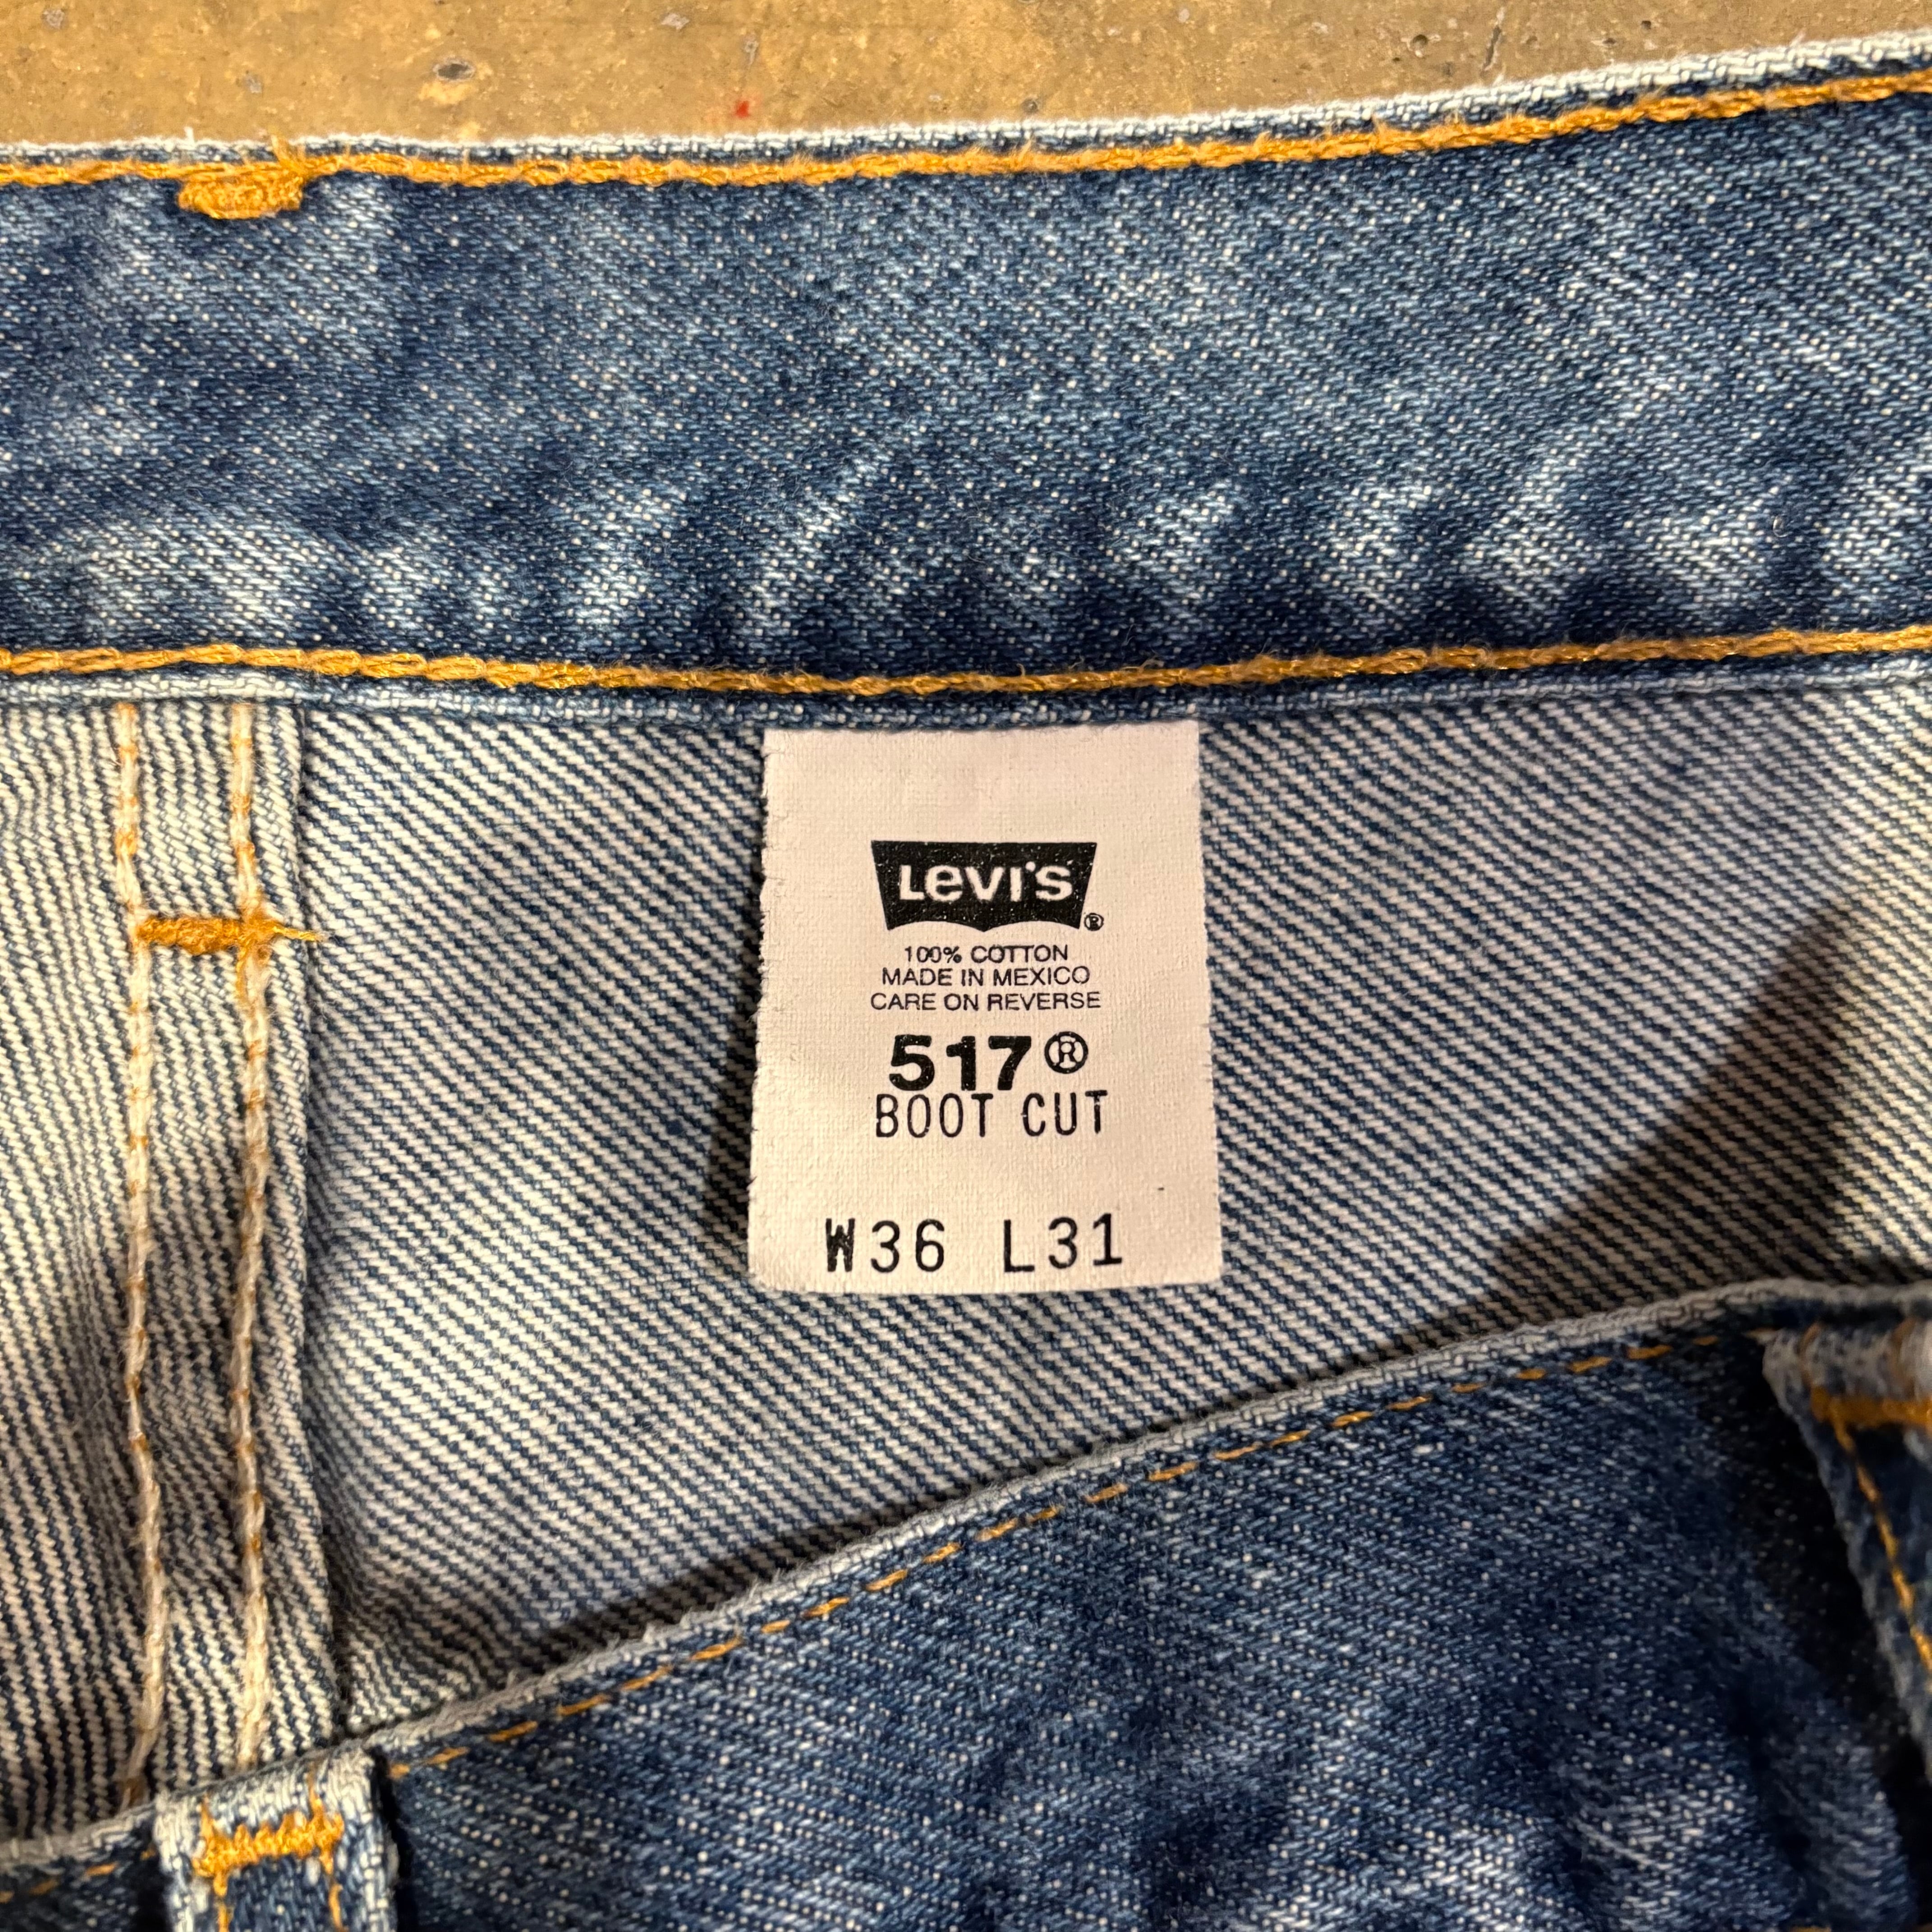 Levi's®
100% COTTON
MADE IN MEXICO
CARE ON REVERSE
517®
BOOT CUT
W36 L31